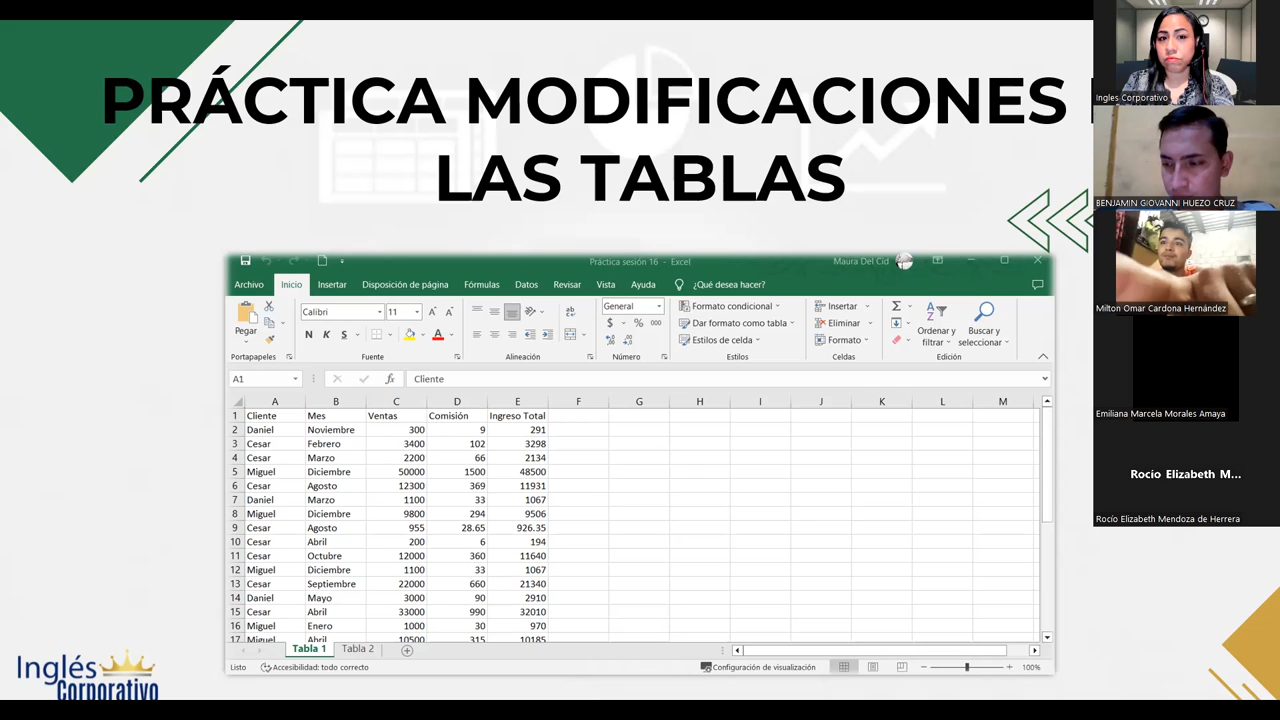 PRÁCTICA MODIFICACIONES
LAS TABLAS
Práctica sesión 16 - Excel
Maura Del Cid
Archivo Inicio Insertar Disposición de página Fórmulas Datos Revisar Vista Ayuda ¿Qué desea hacer?
Pegar
Portapapeles
Calibri 11
N K S
Fuente
Alineación
General
$ % 000
Número
Formato condicional
Dar formato como tabla
Estilos de celda
Estilos
Insertar
Eliminar
Formato
Celdas
Ordenar y filtrar
Buscar y seleccionar
Edición
A1 fx Cliente
A B C D E F G H I J K L M
1 Cliente Mes Ventas Comisión Ingreso Total
2 Daniel Noviembre 300 9 291
3 Cesar Febrero 3400 102 3298
4 Cesar Marzo 2200 66 2134
5 Miguel Diciembre 50000 1500 48500
6 Cesar Agosto 12300 369 11931
7 Daniel Marzo 1100 33 1067
8 Miguel Diciembre 9800 294 9506
9 Cesar Agosto 955 28.65 926.35
10 Cesar Abril 200 6 194
11 Cesar Octubre 12000 360 11640
12 Miguel Diciembre 1100 33 1067
13 Cesar Septiembre 22000 660 21340
14 Daniel Mayo 3000 90 2910
15 Cesar Abril 33000 990 32010
16 Miguel Enero 1000 30 970
17 Miguel Abril 10500 315 10185
Tabla 1 Tabla 2
Listo Accesibilidad: todo correcto Configuración de visualización 100%
Inglés
Corporativo
Ingles Corporativo
BENJAMIN GIOVANNI HUEZO CRUZ
Milton Omar Cardona Hernández
Emiliana Marcela Morales Amaya
Rocío Elizabeth M...
Rocío Elizabeth Mendoza de Herrera